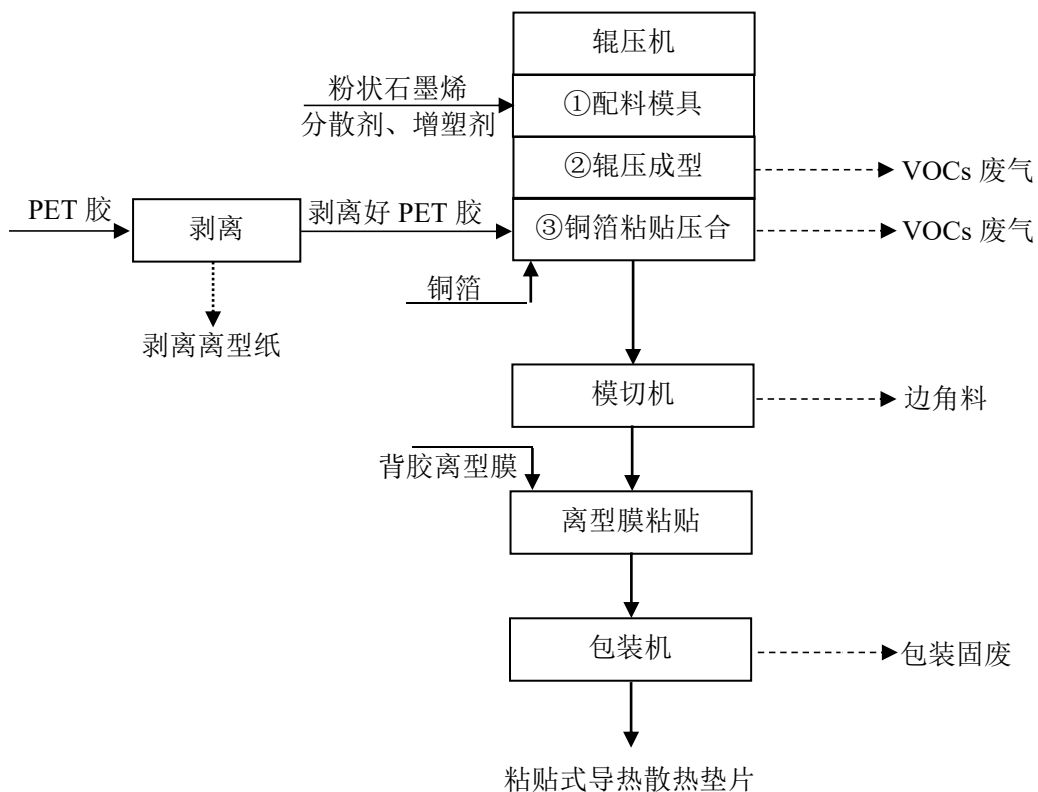 辊压机
粉状石墨烯
分散剂、增塑剂
①配料模具
②辊压成型
VOCs 废气
PET 胶
剥离
剥离好 PET 胶
③铜箔粘贴压合
VOCs 废气
铜箔
剥离离型纸
模切机
边角料
背胶离型膜
离型膜粘贴
包装机
包装固废
粘贴式导热散热垫片